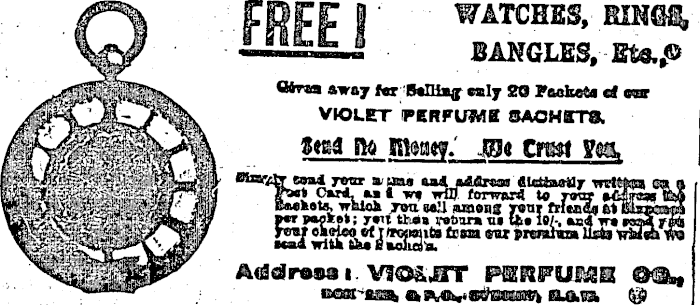 FREE! WATCHES, RINGS,
BANGLES, Etc.,
Given away for Selling only 20 Packets of our
VIOLET PERFUME SACHETS.
Send No Money. We Trust You.
Simply send your name and address distinctly written on a
Post Card, and we will forward to your address the
Sachets, which you sell among your friends at Sixpence
per packet; you then return us the 10/-, and we send you
your choice of presents from our premium lists which we
send with the Sachets.
Address: VIOLET PERFUME CO.,
BOX G.P.O., SYDNEY, N.S.W.